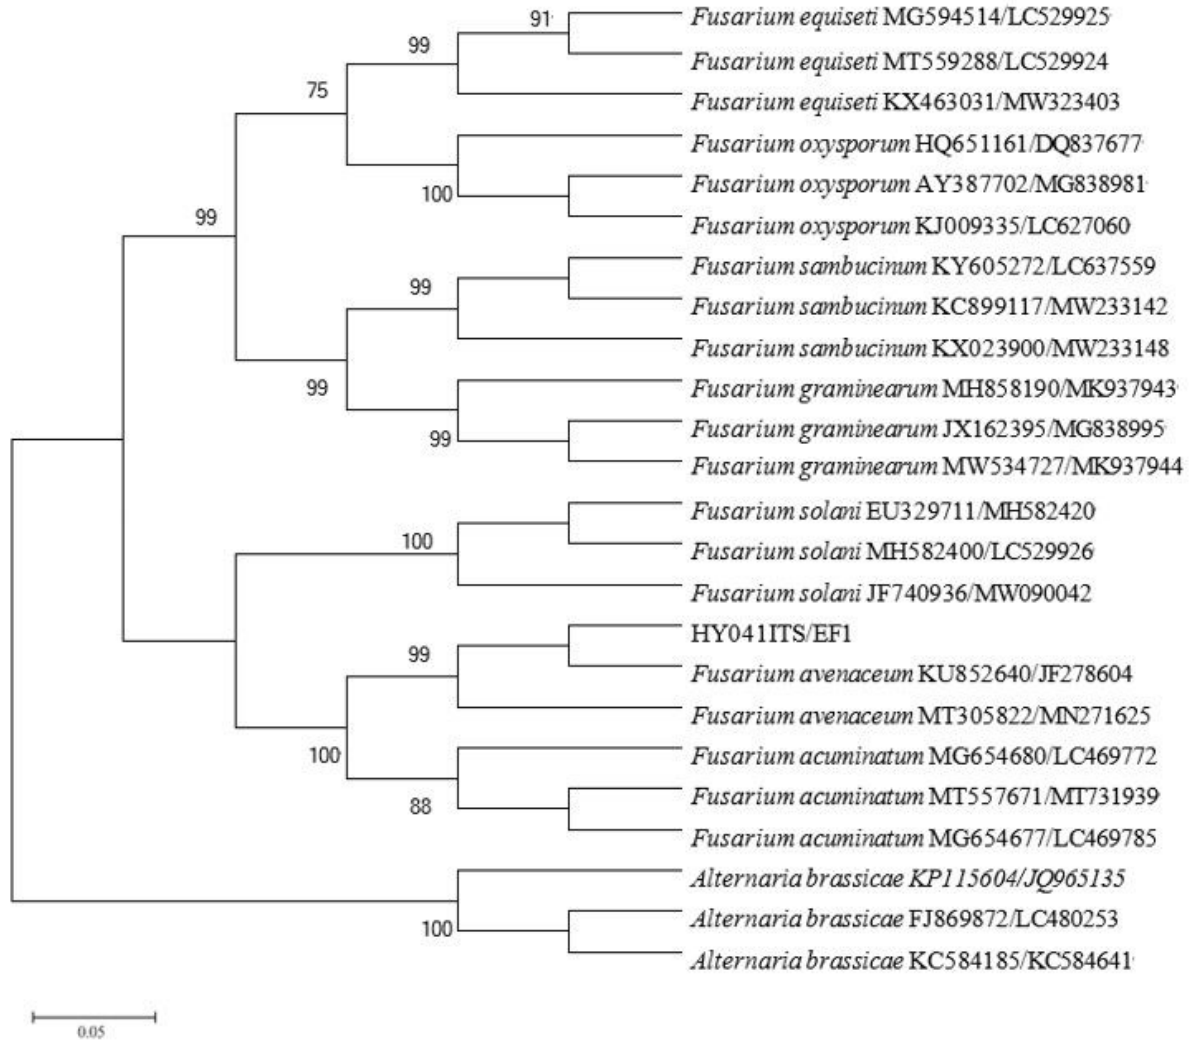 91
Fusarium equiseti MG594514/LC529925
99
Fusarium equiseti MT559288/LC529924
75
Fusarium equiseti KX463031/MW323403
Fusarium oxysporum HQ651161/DQ837677
Fusarium oxysporum AY387702/MG838981
100
99
Fusarium oxysporum KJ009335/LC627060
Fusarium sambucinum KY605272/LC637559
99
Fusarium sambucinum KC899117/MW233142
Fusarium sambucinum KX023900/MW233148
99
Fusarium graminearum MH858190/MK937943
Fusarium graminearum JX162395/MG838995
99
Fusarium graminearum MW534727/MK937944
Fusarium solani EU329711/MH582420
100
Fusarium solani MH582400/LC529926
Fusarium solani JF740936/MW090042
HY041ITS/EF1
99
Fusarium avenaceum KU852640/JF278604
Fusarium avenaceum MT305822/MN271625
100
Fusarium acuminatum MG654680/LC469772
Fusarium acuminatum MT557671/MT731939
88
Fusarium acuminatum MG654677/LC469785
Alternaria brassicae KP115604/JQ965135
Alternaria brassicae FJ869872/LC480253
100
Alternaria brassicae KC584185/KC584641
0.05